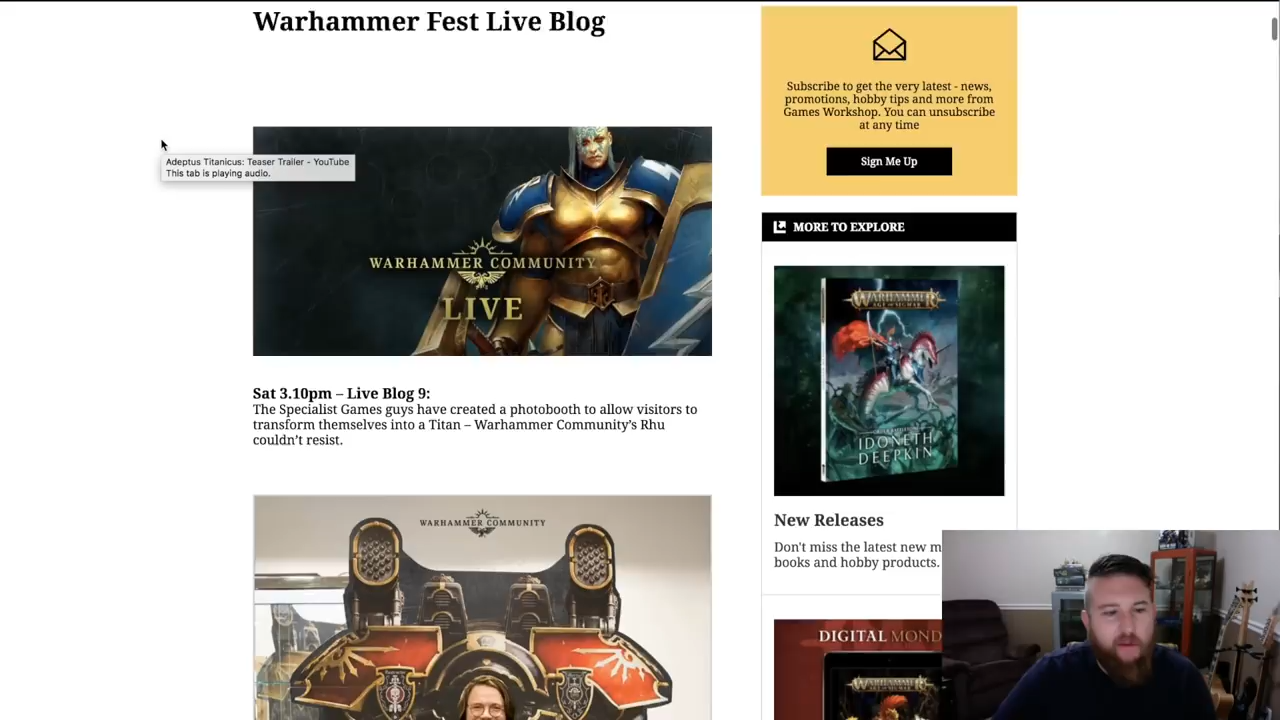 Warhammer Fest Live Blog
Adeptus Titanicus: Teaser Trailer - YouTube
This tab is playing audio.
WARHAMMER COMMUNITY
LIVE
Sat 3.10pm – Live Blog 9:
The Specialist Games guys have created a photobooth to allow visitors to
transform themselves into a Titan – Warhammer Community’s Rhu
couldn’t resist.
WARHAMMER COMMUNITY
Subscribe to get the very latest - news,
promotions, hobby tips and more from
Games Workshop. You can unsubscribe
at any time
Sign Me Up
MORE TO EXPLORE
WARHAMMER
AGE OF SIGMAR
IDONETH
DEEPKIN
New Releases
Don't miss the latest new m
books and hobby products.
DIGITAL MOND
WARHAMMER